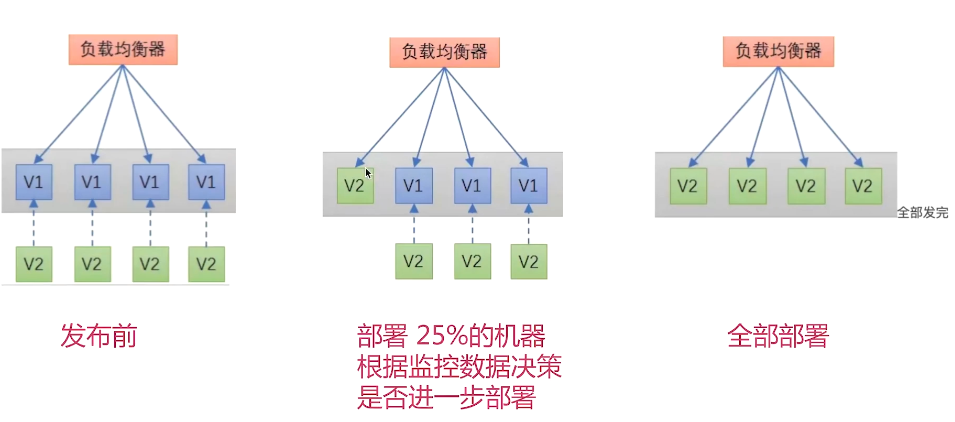 负载均衡器
V1 V1 V1 V1
V2 V2 V2 V2
发布前
负载均衡器
V2 V1 V1 V1
V2 V2 V2
部署 25%的机器
根据监控数据决策
是否进一步部署
负载均衡器
V2 V2 V2 V2
全部发完
全部部署